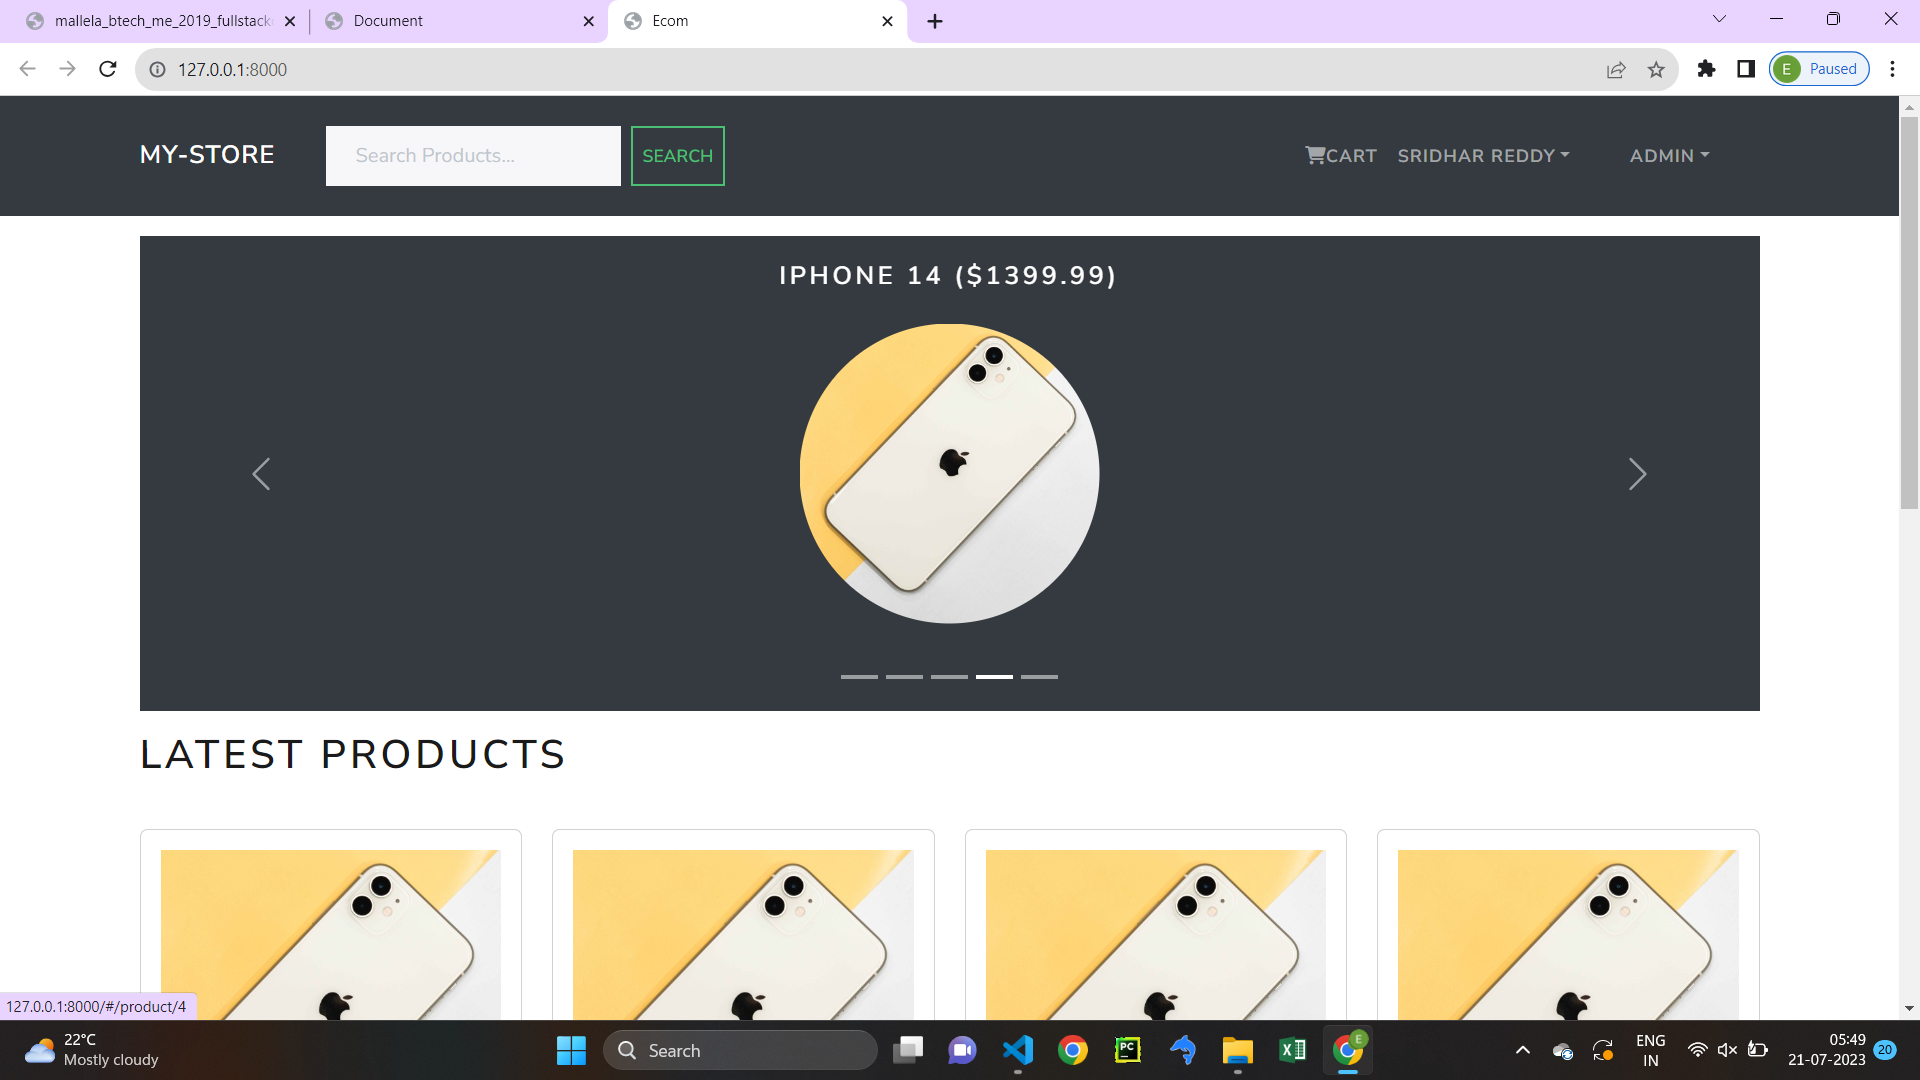 mallela_btech_me_2019_fullstack
Document
Ecom
127.0.0.1:8000
E Paused
MY-STORE
Search Products...
SEARCH
CART
SRIDHAR REDDY
ADMIN
IPHONE 14 ($1399.99)
LATEST PRODUCTS
127.0.0.1:8000/#/product/4
22°C
Mostly cloudy
Search
PC
E
ENG
IN
05:49
21-07-2023
20